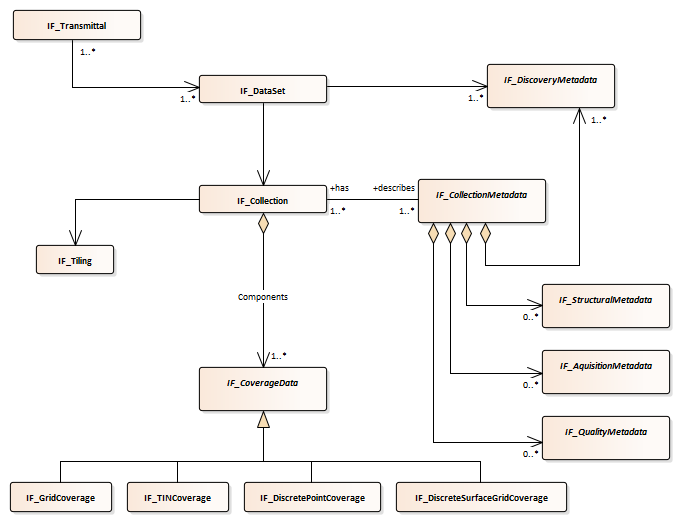 IF_Transmittal
1..*
1..*
IF_DataSet
1..*
IF_DiscoveryMetadata
1..*
IF_Collection
+has
+describes
1..*
1..*
IF_CollectionMetadata
IF_Tiling
Components
IF_StructuralMetadata
0..*
1..*
IF_CoverageData
IF_AquisitionMetadata
0..*
IF_QualityMetadata
0..*
IF_GridCoverage
IF_TINCoverage
IF_DiscretePointCoverage
IF_DiscreteSurfaceGridCoverage